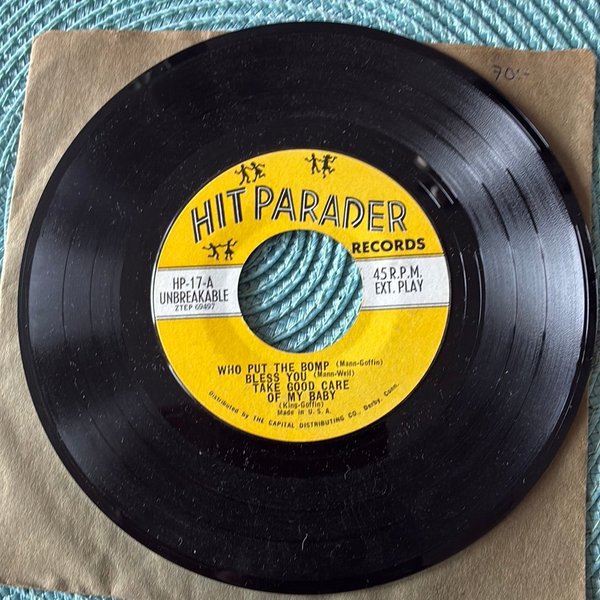 70:-
HIT PARADER
RECORDS
HP-17-A
UNBREAKABLE
ZTEP 69497
45 R.P.M.
EXT. PLAY
WHO PUT THE BOMP (Mann-Goffin)
BLESS YOU (Mann-Weil)
TAKE GOOD CARE
OF MY BABY
(King-Goffin)
Made in U. S. A.
Distributed by THE CAPITAL DISTRIBUTING CO., Derby, Conn.